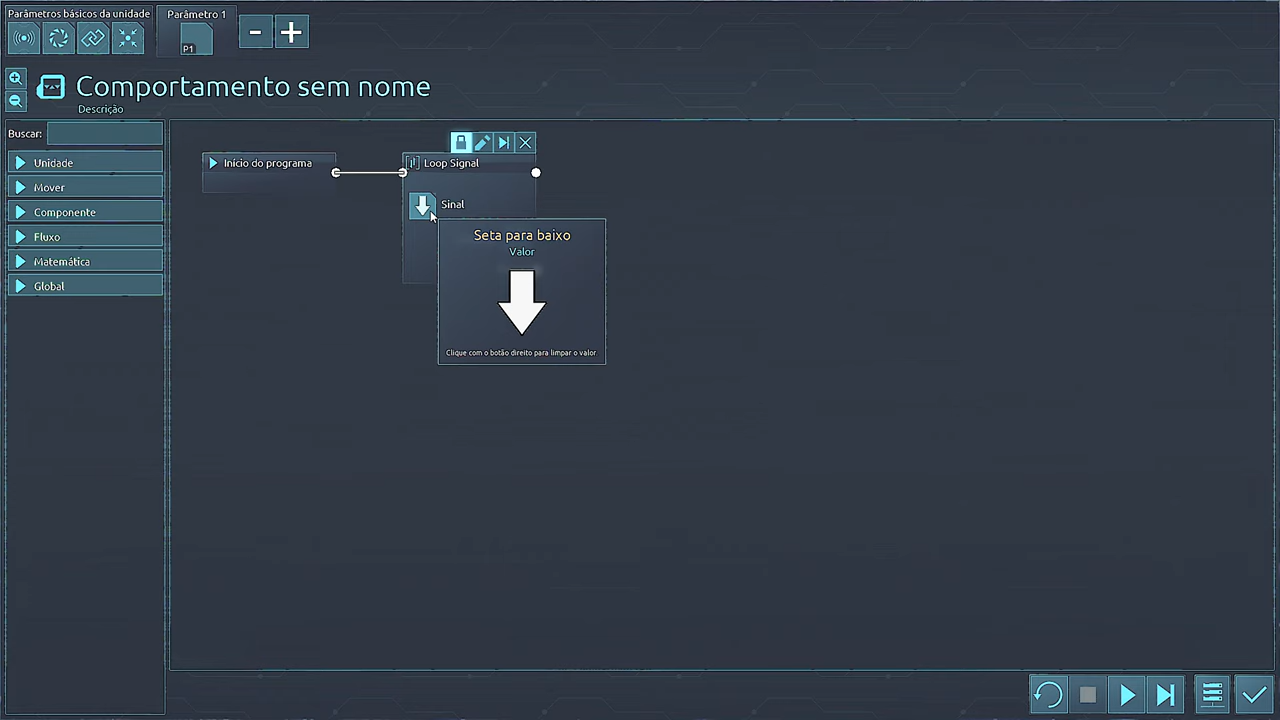 Parâmetros básicos da unidade
Parâmetro 1
P1
Comportamento sem nome
Descrição
Buscar:
Unidade
Mover
Componente
Fluxo
Matemática
Global
Início do programa
Loop Signal
Sinal
Seta para baixo
Valor
Clique com o botão direito para limpar o valor.